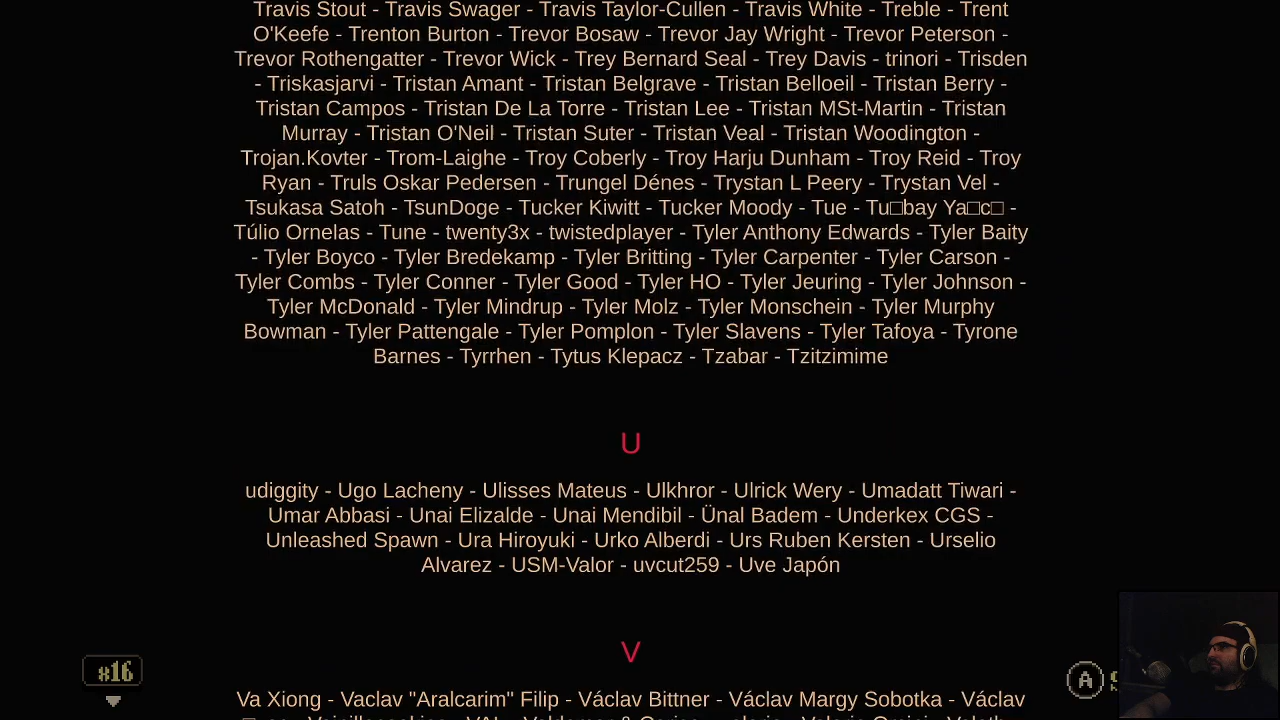 Travis Stout - Travis Swager - Travis Taylor-Cullen - Travis White - Treble - Trent
O'Keefe - Trenton Burton - Trevor Bosaw - Trevor Jay Wright - Trevor Peterson -
Trevor Rothengatter - Trevor Wick - Trey Bernard Seal - Trey Davis - trinori - Trisden
- Triskasjarvi - Tristan Amant - Tristan Belgrave - Tristan Belloeil - Tristan Berry -
Tristan Campos - Tristan De La Torre - Tristan Lee - Tristan MSt-Martin - Tristan
Murray - Tristan O'Neil - Tristan Suter - Tristan Veal - Tristan Woodington -
Trojan.Kovter - Trom-Laighe - Troy Coberly - Troy Harju Dunham - Troy Reid - Troy
Ryan - Truls Oskar Pedersen - Trungel Dénes - Trystan L Peery - Trystan Vel -
Tsukasa Satoh - TsunDoge - Tucker Kiwitt - Tucker Moody - Tue - Tu□bay Ya□c□ -
Túlio Ornelas - Tune - twenty3x - twistedplayer - Tyler Anthony Edwards - Tyler Baity
- Tyler Boyco - Tyler Bredekamp - Tyler Britting - Tyler Carpenter - Tyler Carson -
Tyler Combs - Tyler Conner - Tyler Good - Tyler HO - Tyler Jeuring - Tyler Johnson -
Tyler McDonald - Tyler Mindrup - Tyler Molz - Tyler Monschein - Tyler Murphy
Bowman - Tyler Pattengale - Tyler Pomplon - Tyler Slavens - Tyler Tafoya - Tyrone
Barnes - Tyrrhen - Tytus Klepacz - Tzabar - Tzitzimime
U
udiggity - Ugo Lacheny - Ulisses Mateus - Ulkhror - Ulrick Wery - Umadatt Tiwari -
Umar Abbasi - Unai Elizalde - Unai Mendibil - Ünal Badem - Underkex CGS -
Unleashed Spawn - Ura Hiroyuki - Urko Alberdi - Urs Ruben Kersten - Urselio
Alvarez - USM-Valor - uvcut259 - Uve Japón
V
x16
A
Va Xiong - Vaclav "Aralcarim" Filip - Václav Bittner - Václav Margy Sobotka - Václav